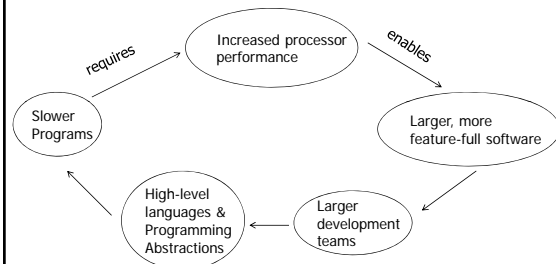 Increased processor
performance
enables
Larger, more
feature-full software
Larger
development
teams
High-level
languages &
Programming
Abstractions
Slower
Programs
requires